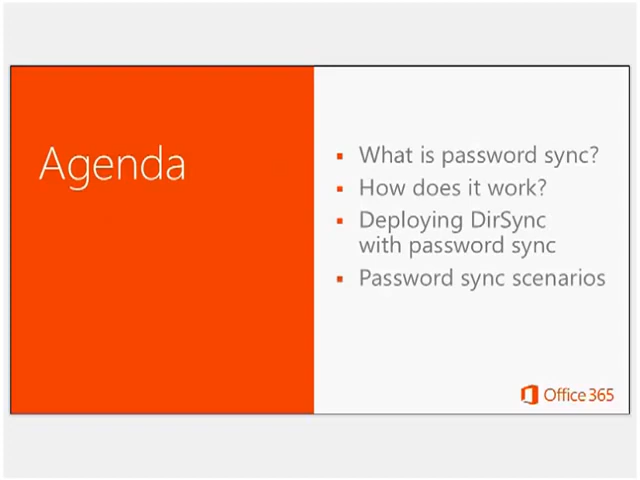 Agenda
What is password sync?
How does it work?
Deploying DirSync
with password sync
Password sync scenarios
Office 365